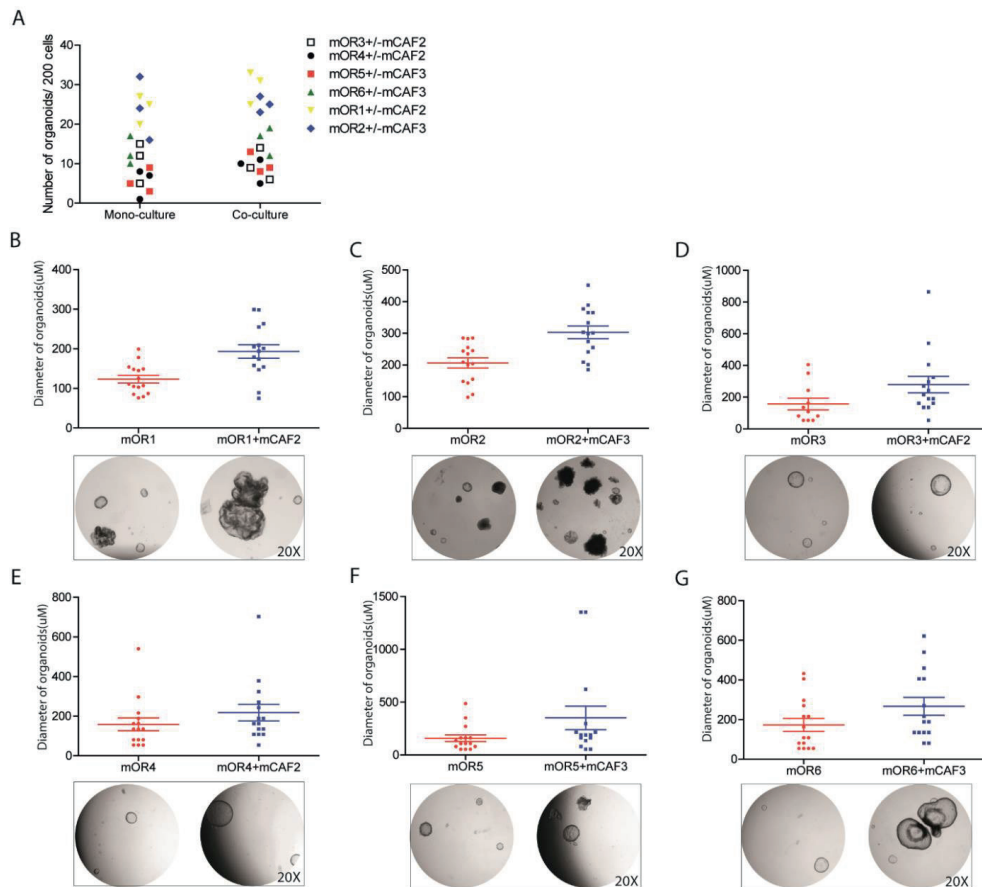 A
Number of organoids/ 200 cells
40
30
20
10
0
Mono-culture
Co-culture
mOR3+/-mCAF2
mOR4+/-mCAF2
mOR5+/-mCAF3
mOR6+/-mCAF3
mOR1+/-mCAF2
mOR2+/-mCAF3
B
Diameter of organoids(uM)
400
300
200
100
0
mOR1
mOR1+mCAF2
20X
C
Diameter of organoids(uM)
500
400
300
200
100
0
mOR2
mOR2+mCAF3
20X
D
Diameter of organoids(uM)
1000
800
600
400
200
0
mOR3
mOR3+mCAF2
20X
E
Diameter of organoids(uM)
800
600
400
200
0
mOR4
mOR4+mCAF2
20X
F
Diameter of organoids(uM)
1500
1000
500
0
mOR5
mOR5+mCAF3
20X
G
Diameter of organoids(uM)
800
600
400
200
0
mOR6
mOR6+mCAF3
20X